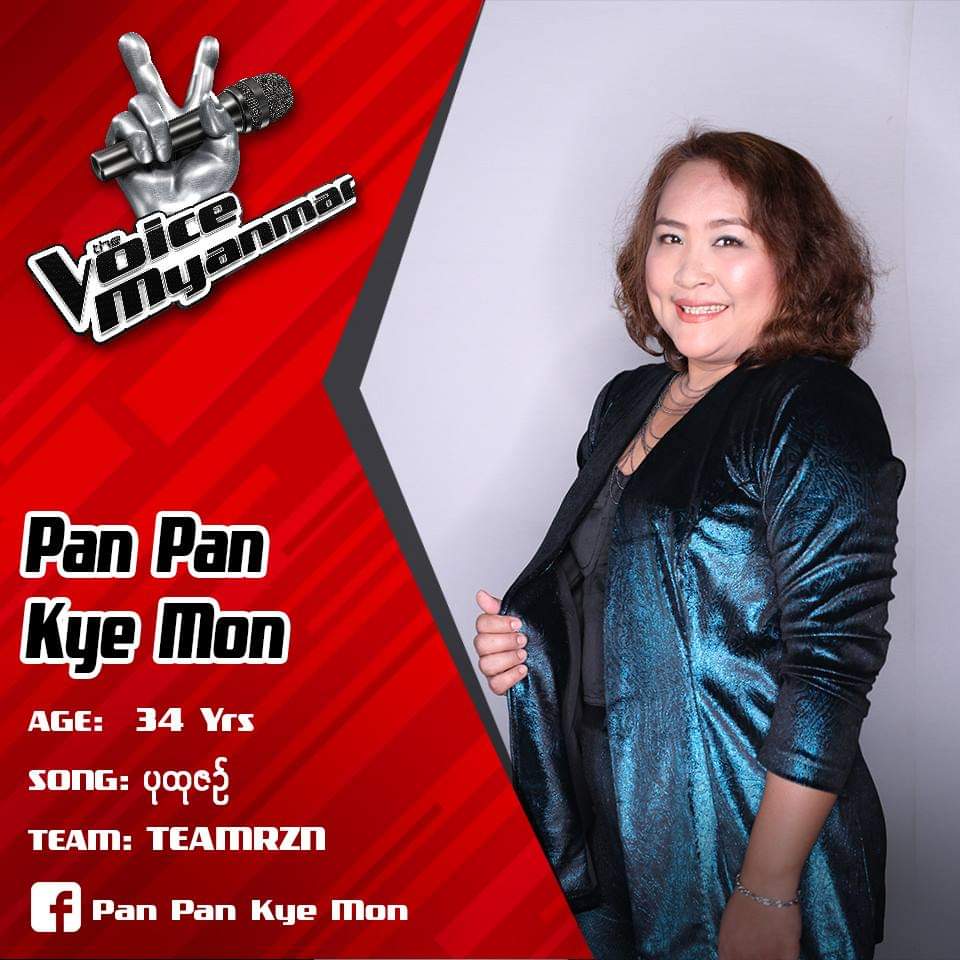 the Voice
Myanmar
Pan Pan
Kye Mon
AGE: 34 Yrs
SONG: ပုထုဇဉ်
TEAM: TEAMRZN
f Pan Pan Kye Mon